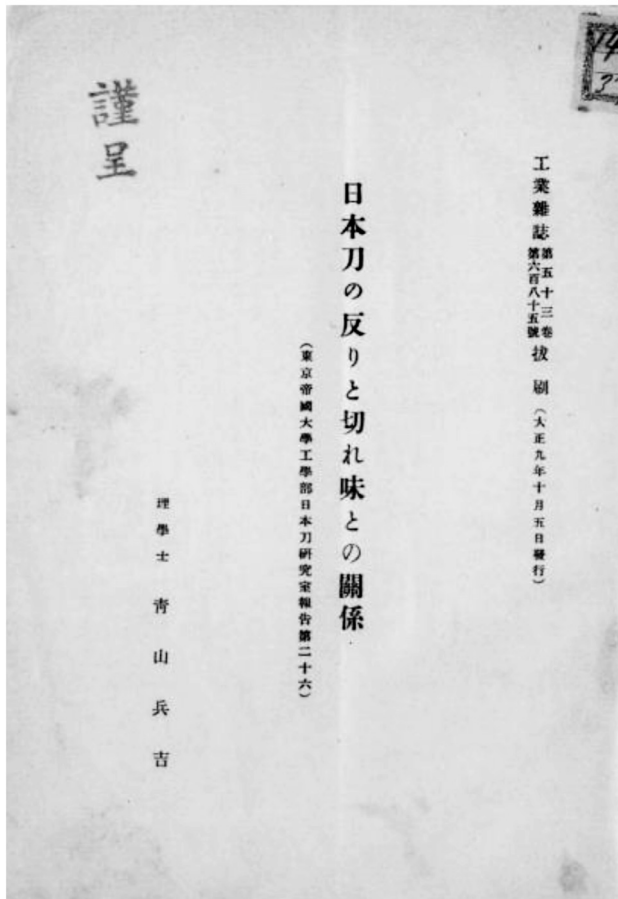 工業雜誌 第五十三卷 第六百八十五號 拔刷 (大正九年十月五日發行)
日本刀の反りと切れ味との關係
(東京帝國大學工學部日本刀硏究室報告第二十六)
理學士 靑山兵吉
謹呈